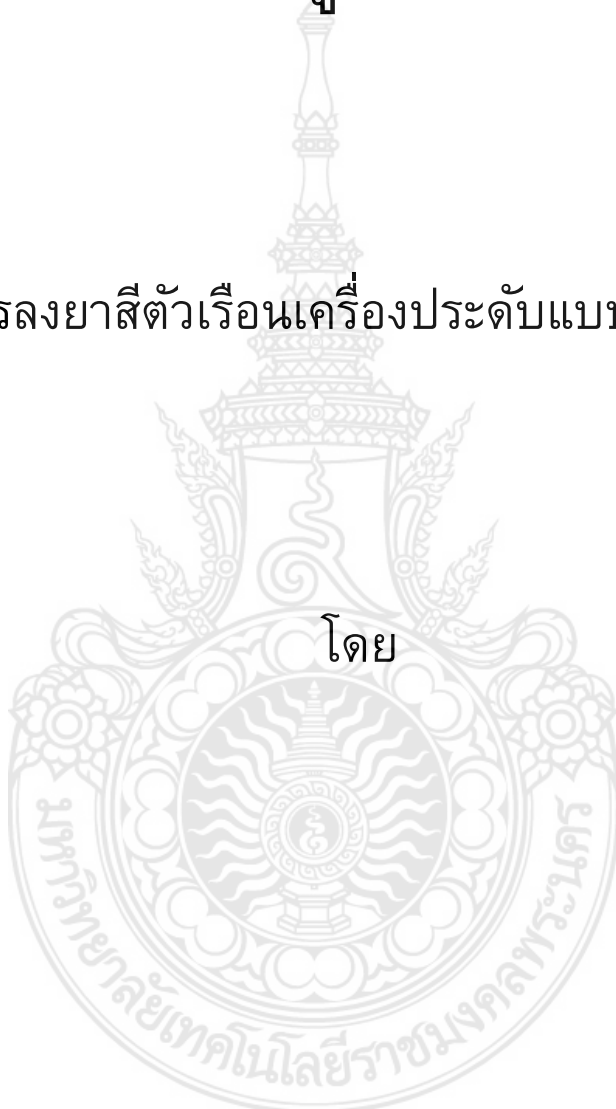 รลงยาสีตัวเรือนเครื่องประดับแบบ
โดย
มหาวิทยาลัยเทคโนโลยีราชมงคลพระนคร